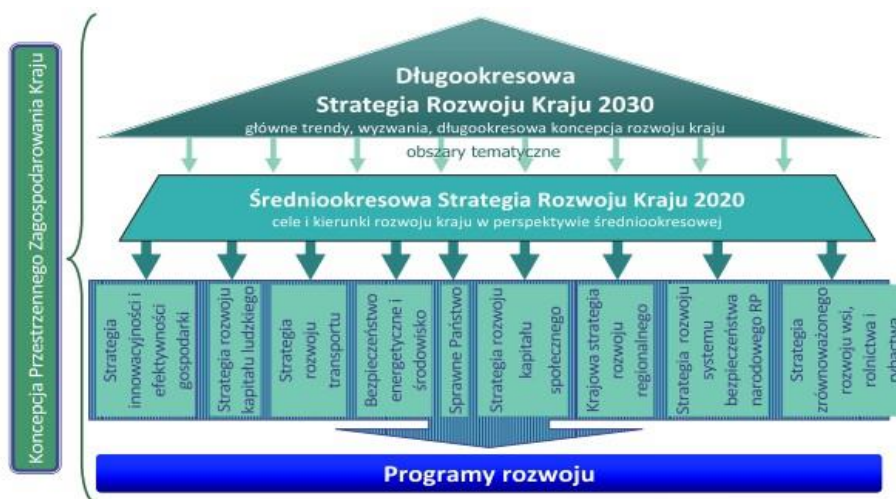 Koncepcja Przestrzennego Zagospodarowania Kraju
Długookresowa
Strategia Rozwoju Kraju 2030
główne trendy, wyzwania, długookresowa koncepcja rozwoju kraju
obszary tematyczne
Średniookresowa Strategia Rozwoju Kraju 2020
cele i kierunki rozwoju kraju w perspektywie średniookresowej
Strategia
innowacyjności i
efektywności
gospodarki
Strategia rozwoju
kapitału ludzkiego
Strategia
rozwoju
transportu
Bezpieczeństwo
energetyczne i
środowisko
Sprawne Państwo
Strategia rozwoju
kapitału
społecznego
Krajowa strategia
rozwoju
regionalnego
Strategia rozwoju
systemu
bezpieczeństwa
narodowego RP
Strategia
zrównoważonego
rozwoju wsi,
rolnictwa i
Programy rozwoju